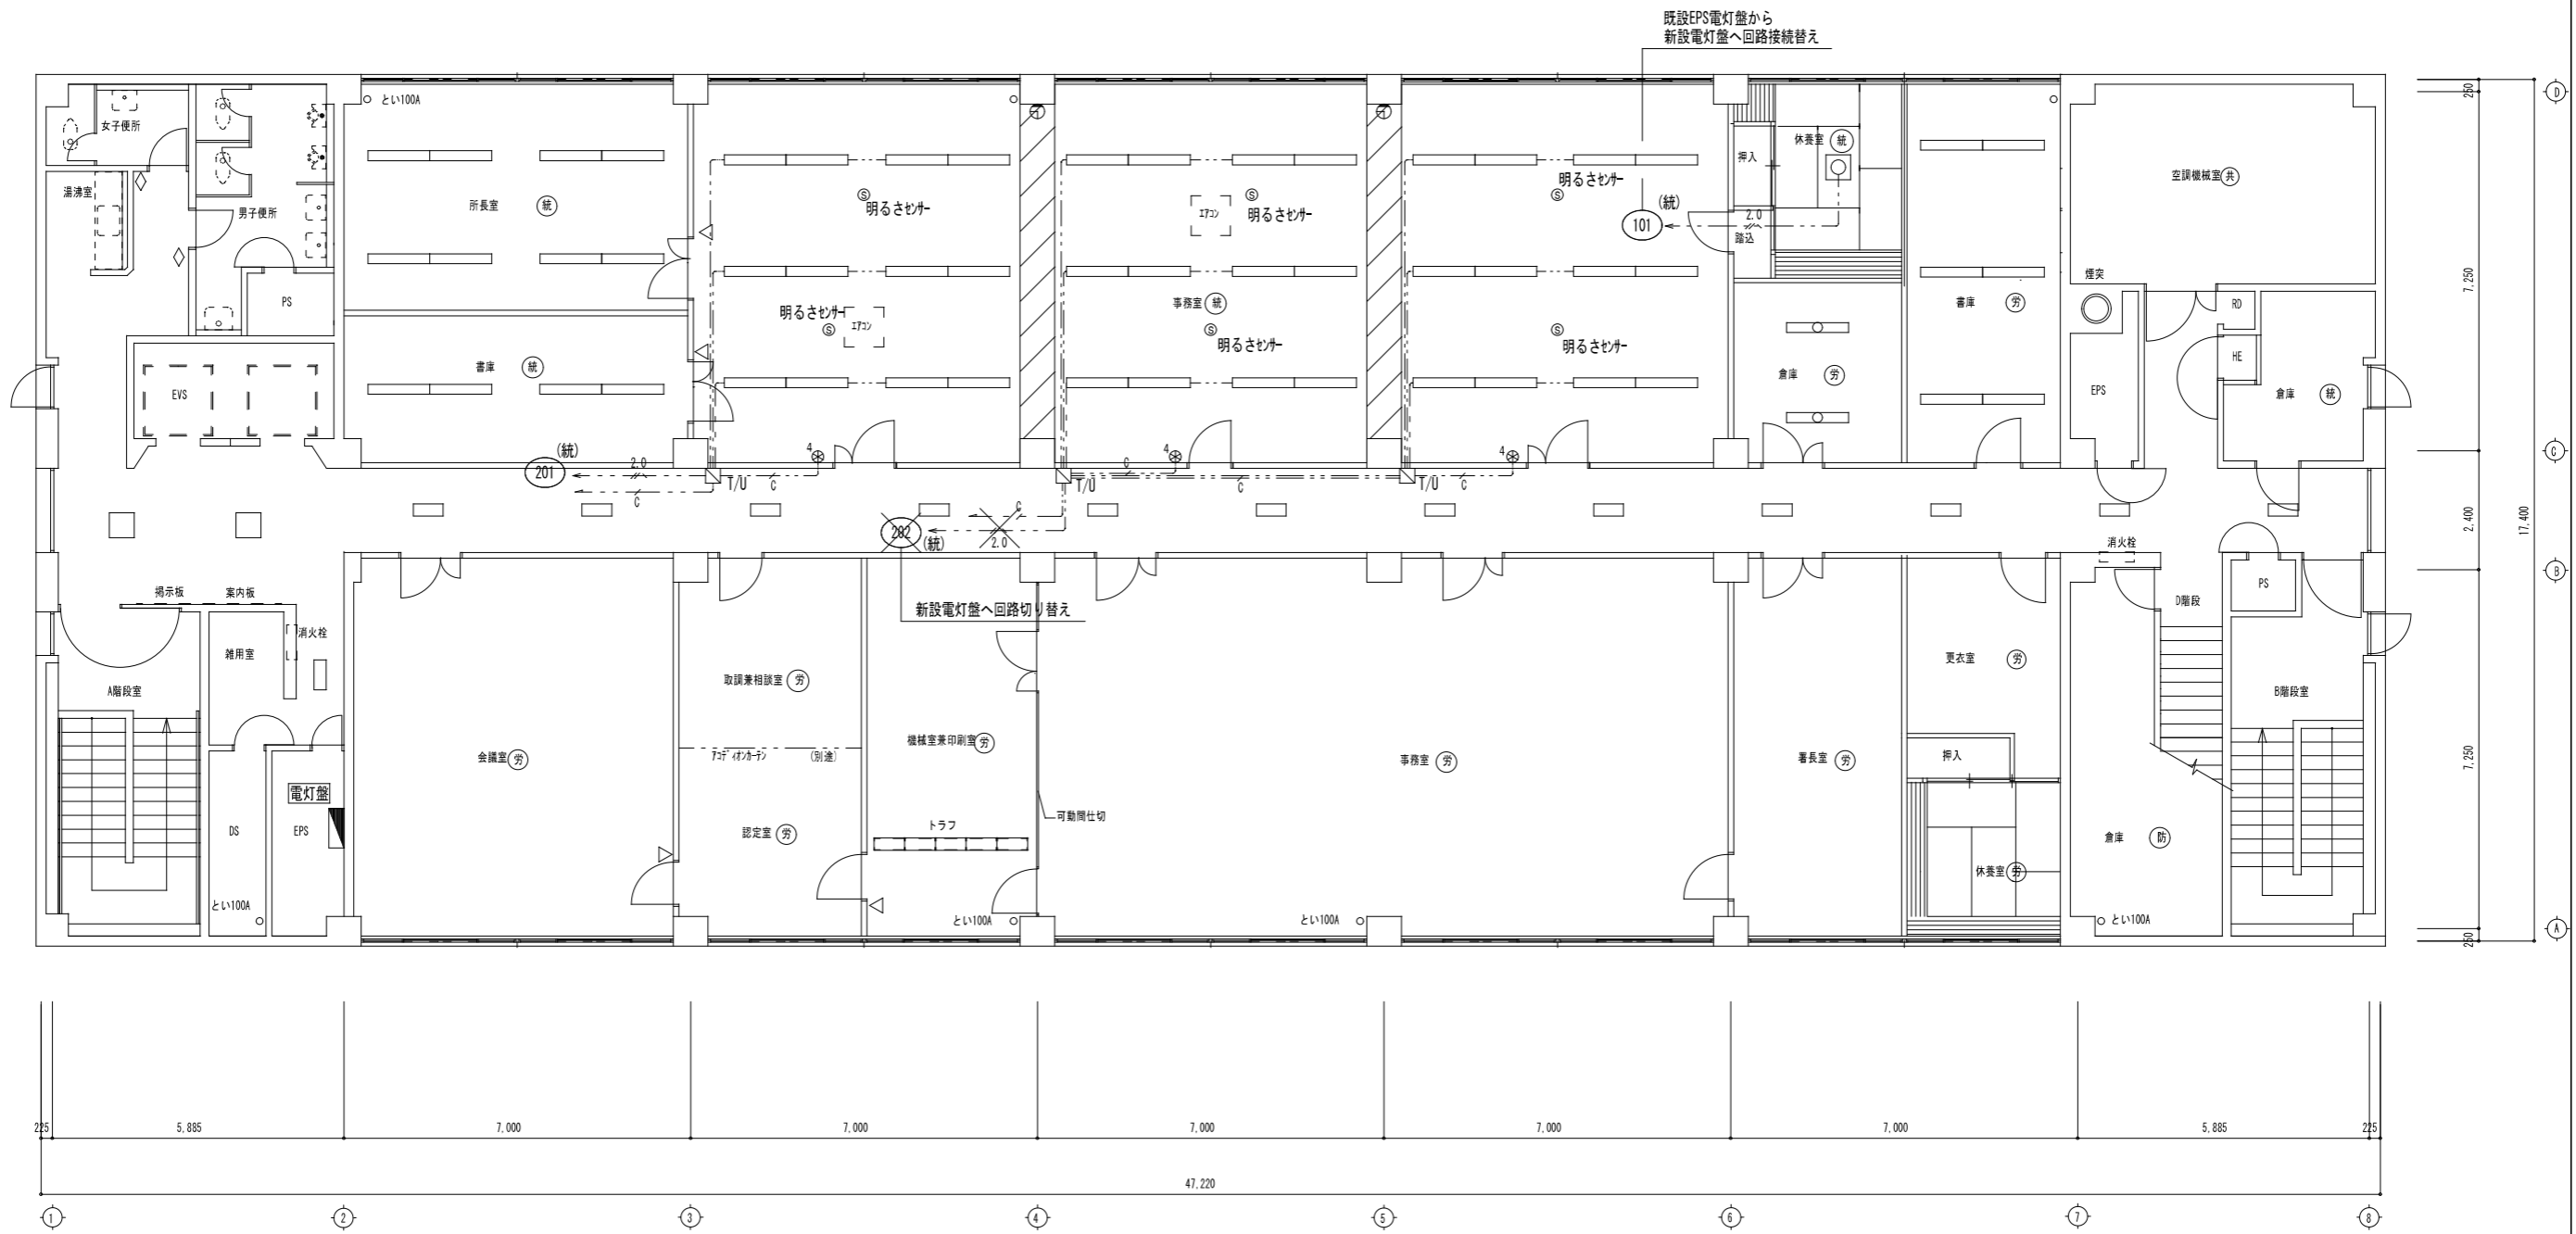 既設EPS電灯盤から
新設電灯盤へ回路接続替え
女子便所
とい100A
湯沸室
男子便所
所長室 統
明るさセンサー
エアコン
明るさセンサー
明るさセンサー
(統)
101
2.0
押入
休養室 統
踏込
空調機械室 共
煙突
PS
明るさセンサー
エアコン
事務室 統
明るさセンサー
明るさセンサー
書庫 労
RD
HE
EVS
書庫 統
倉庫 労
EPS
倉庫 統
(統)
201
2.0
C
T/U
C
4
C
T/U
4
C
T/U
C
4
C
202
(統)
2.0
新設電灯盤へ回路切り替え
掲示板
案内板
消火栓
雑用室
A階段室
消火栓
D階段
PS
B階段室
取調兼相談室 労
会議室 労
アコーディオンカーテン
(別途)
機械室兼印刷室 労
事務室 労
署長室 労
更衣室 労
押入
電灯盤
DS
EPS
認定室 労
トラフ
可動間仕切
倉庫 防
休養室 労
とい100A
とい100A
とい100A
とい100A
250
7,250
2,400
7,250
250
17,400
D
C
B
A
225
5,885
7,000
7,000
7,000
7,000
7,000
5,885
225
47,220
1
2
3
4
5
6
7
8